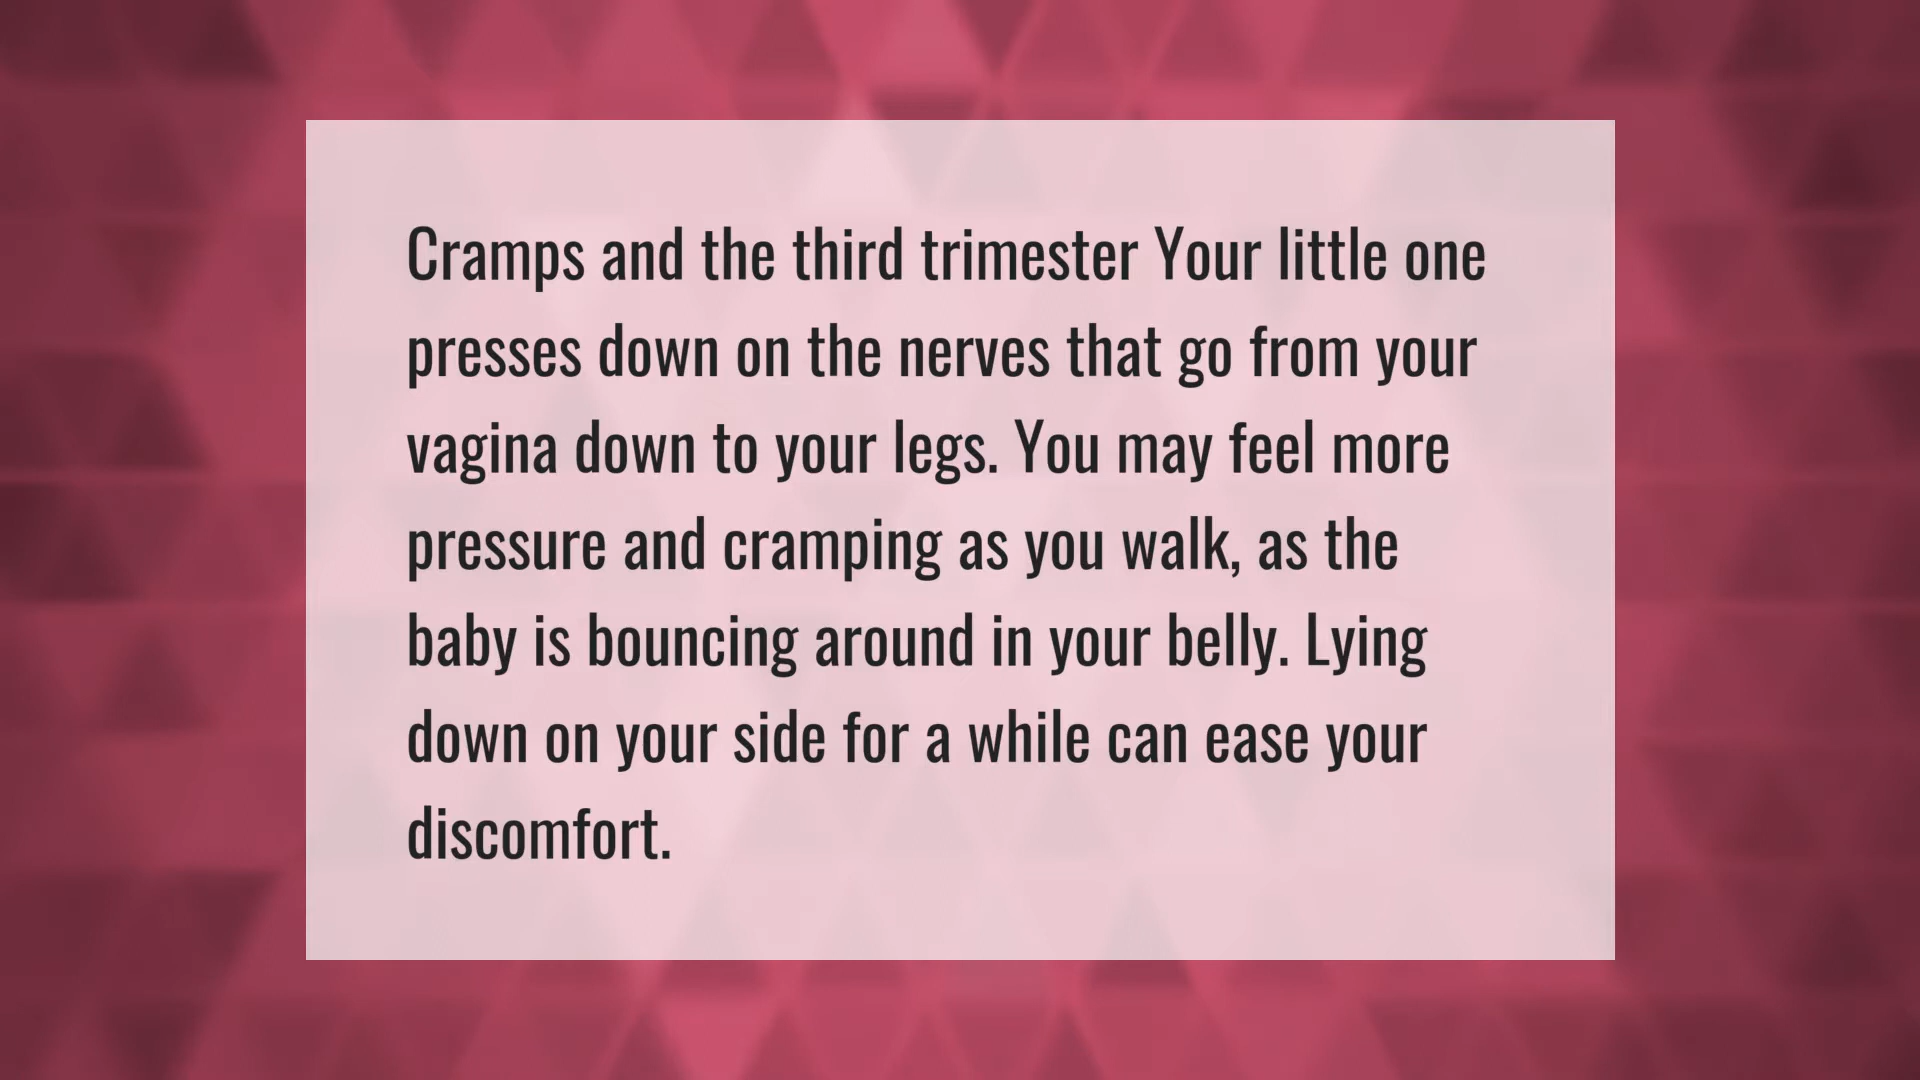 Cramps and the third trimester Your little one
presses down on the nerves that go from your
vagina down to your legs. You may feel more
pressure and cramping as you walk, as the
baby is bouncing around in your belly. Lying
down on your side for a while can ease your
discomfort.